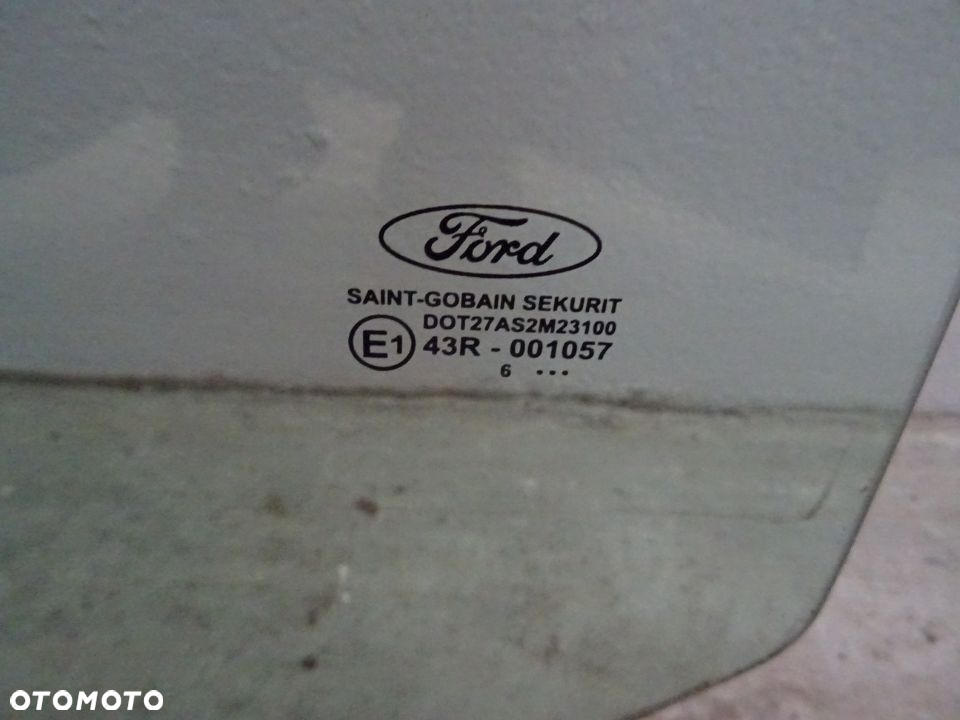 Ford
SAINT-GOBAIN SEKURIT
DOT27AS2M23100
E1 43R - 001057
6 ...
OTOMOTO